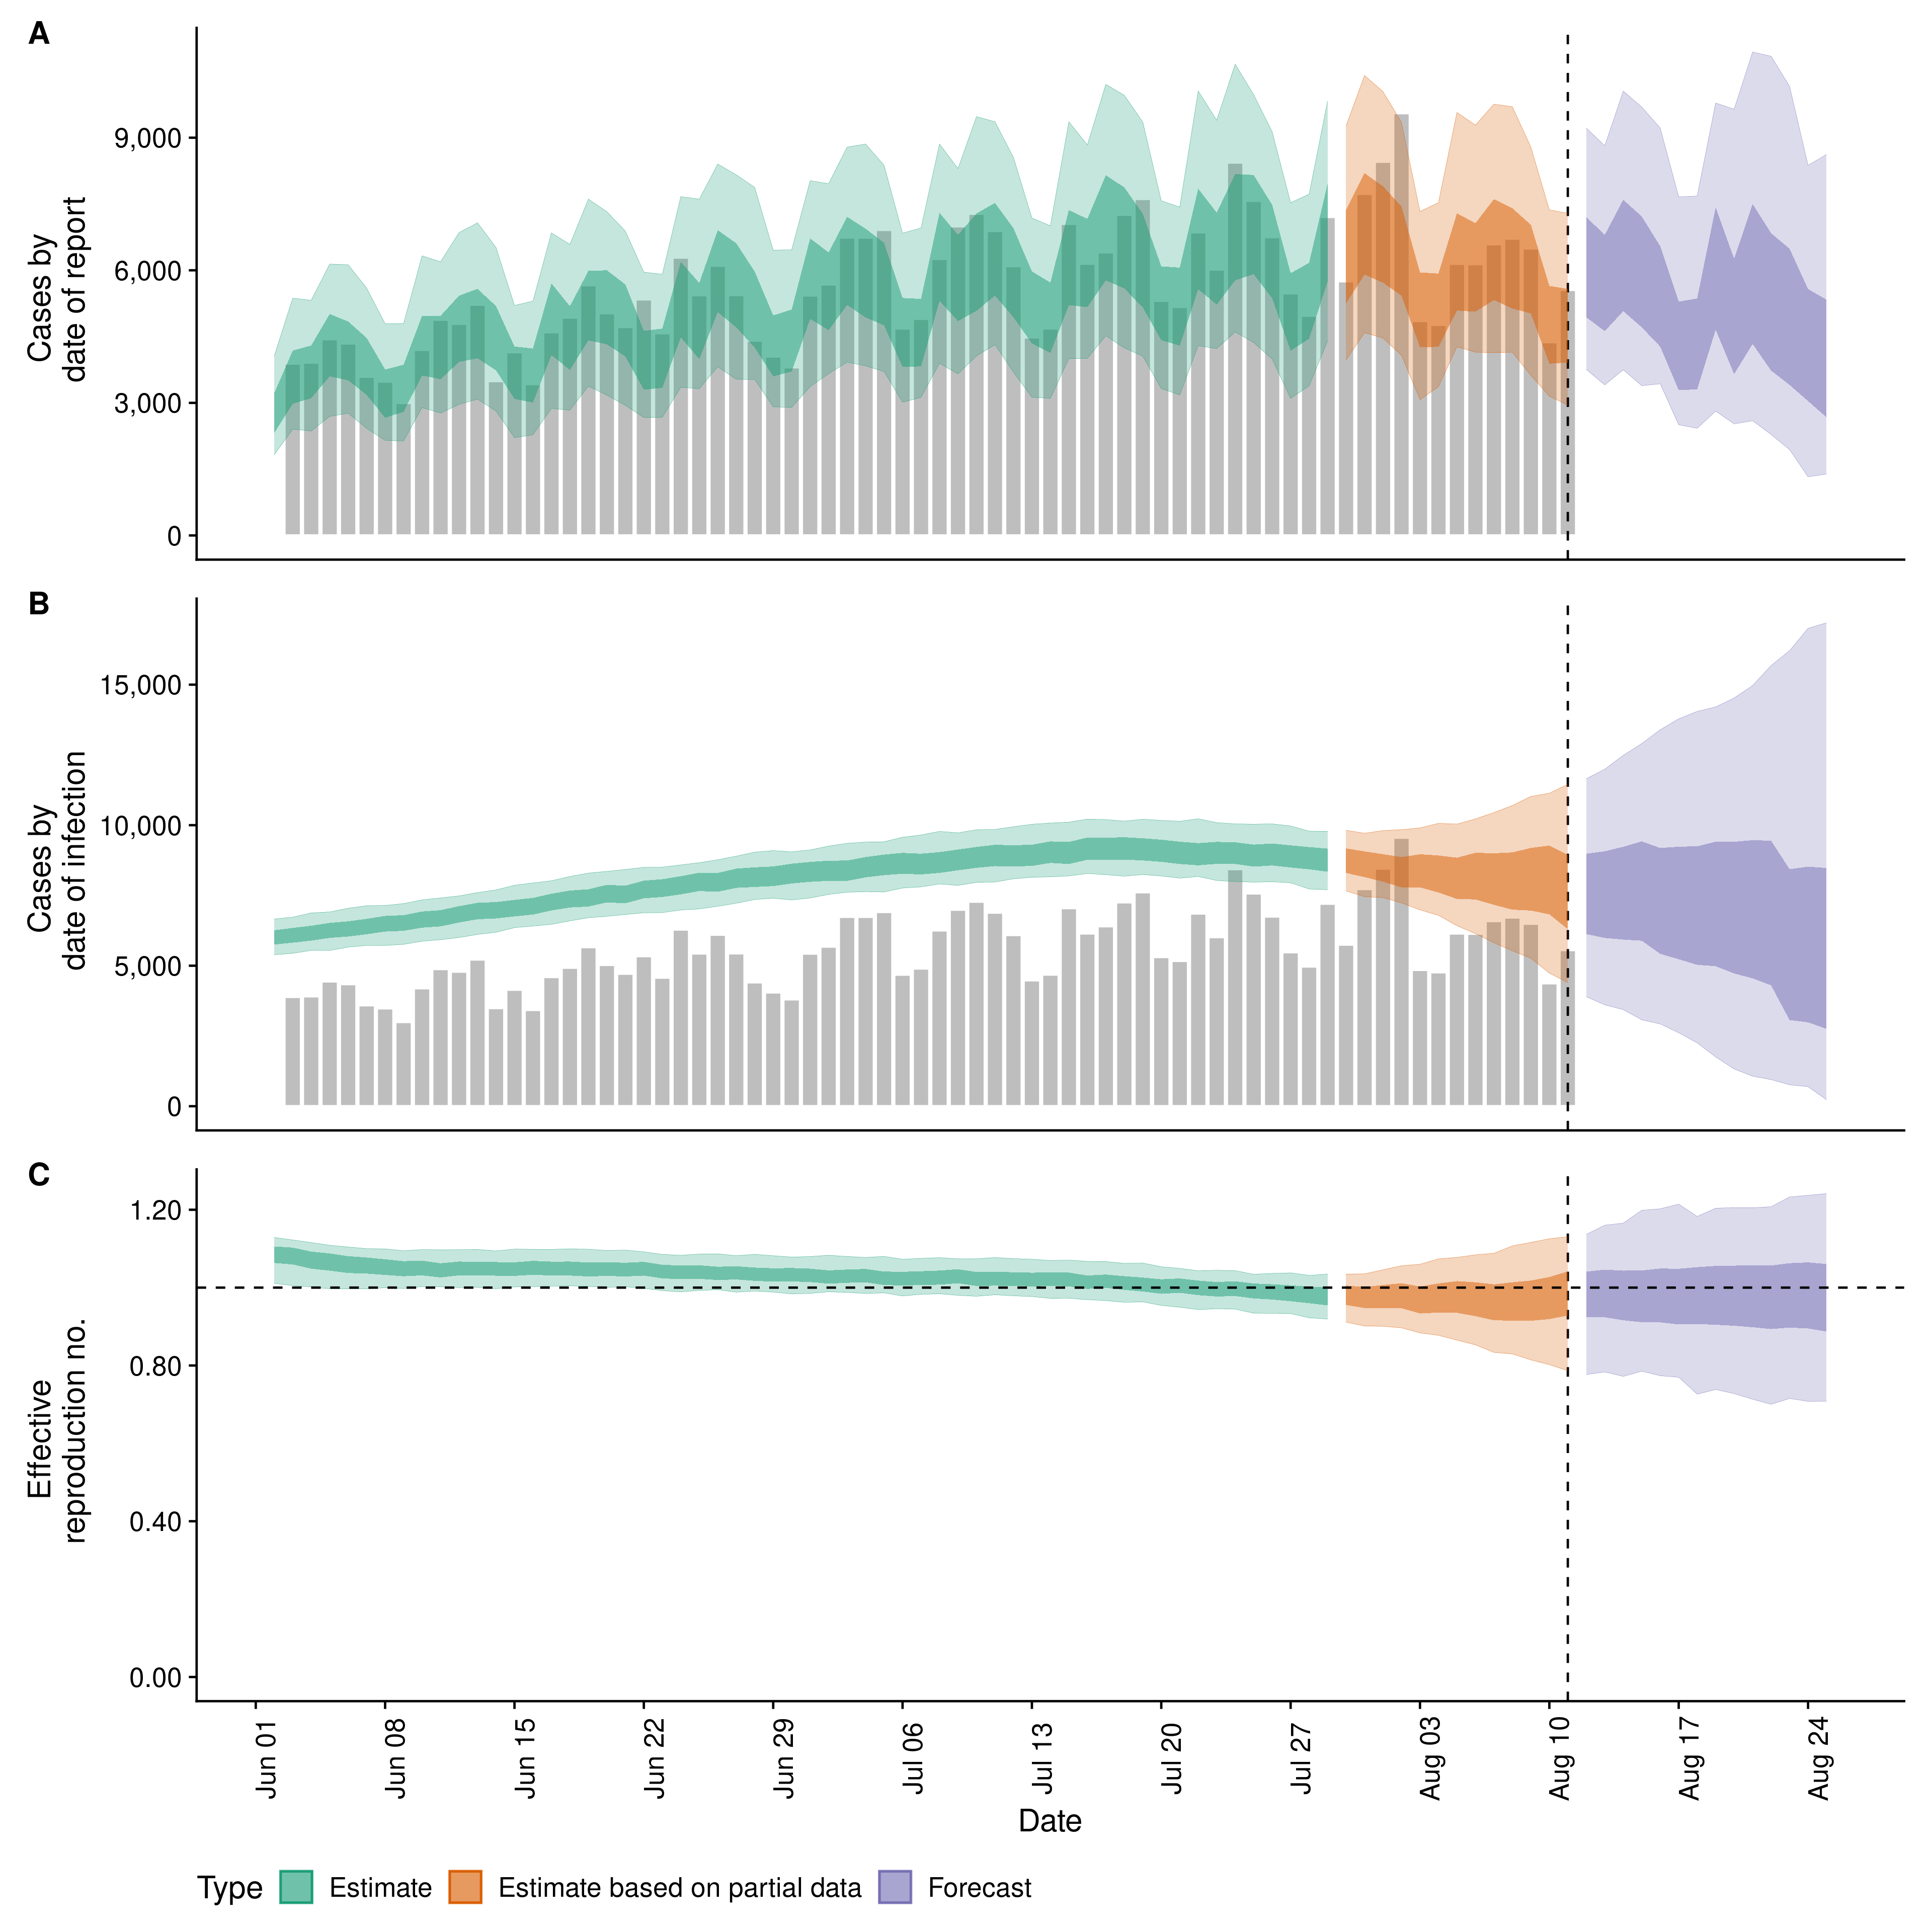 A
Cases by
date of report
9,000
6,000
3,000
0
B
Cases by
date of infection
15,000
10,000
5,000
0
C
Effective
reproduction no.
1.20
0.80
0.40
0.00
Jun 01
Jun 08
Jun 15
Jun 22
Jun 29
Jul 06
Jul 13
Jul 20
Jul 27
Aug 03
Aug 10
Aug 17
Aug 24
Date
Type Estimate Estimate based on partial data Forecast